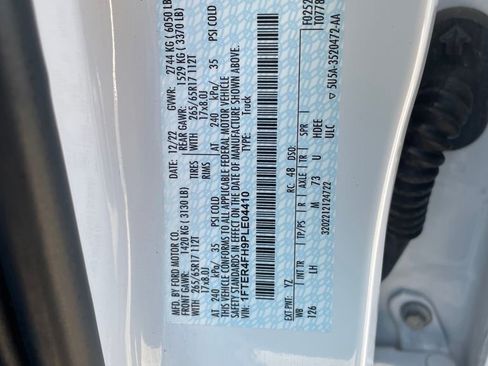 MFD. BY FORD MOTOR CO.
12/22 GVWR: 2744 KG ( 6050 LB)
FRONT GAWR: 1420 KG ( 3130 LB) REAR GAWR: 1529 KG ( 3370 LB)
WITH 265/65R17 112T TIRES WITH 265/65R17 112T
17x8.0J RIMS 17x8.0J
AT 240 kPa/ 35 PSI COLD AT 240 kPa/ 35 PSI COLD
THIS VEHICLE CONFORMS TO ALL APPLICABLE FEDERAL MOTOR VEHICLE
SAFETY STANDARDS IN EFFECT ON THE DATE OF MANUFACTURE SHOWN ABOVE.
VIN: 1FTER4FH9PLE04410 TYPE: Truck
EXT PNT: YZ RC: 48 DSO:
WB INT TR TP/PS R AXLE TR SPR
126 LH M 73 U HDEE
3202212124722 ULC
▽ 5U5A-3520472-AA